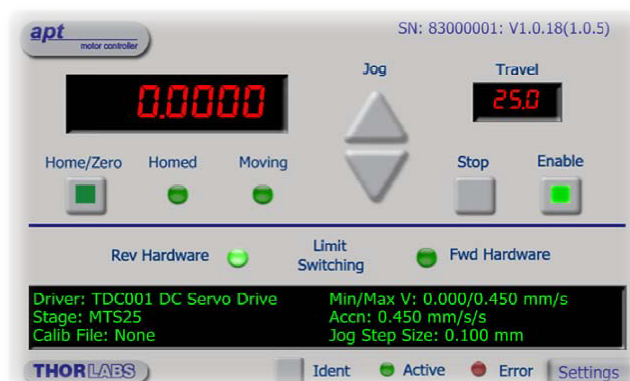 apt
motor controller
SN: 83000001: V1.0.18(1.0.5)
Jog
Travel
0.0000
25.0
Home/Zero
Homed
Moving
Stop
Enable
Rev Hardware
Limit
Switching
Fwd Hardware
Driver: TDC001 DC Servo Drive
Stage: MTS25
Calib File: None
Min/Max V: 0.000/0.450 mm/s
Accn: 0.450 mm/s/s
Jog Step Size: 0.100 mm
THORLABS
Ident
Active
Error
Settings